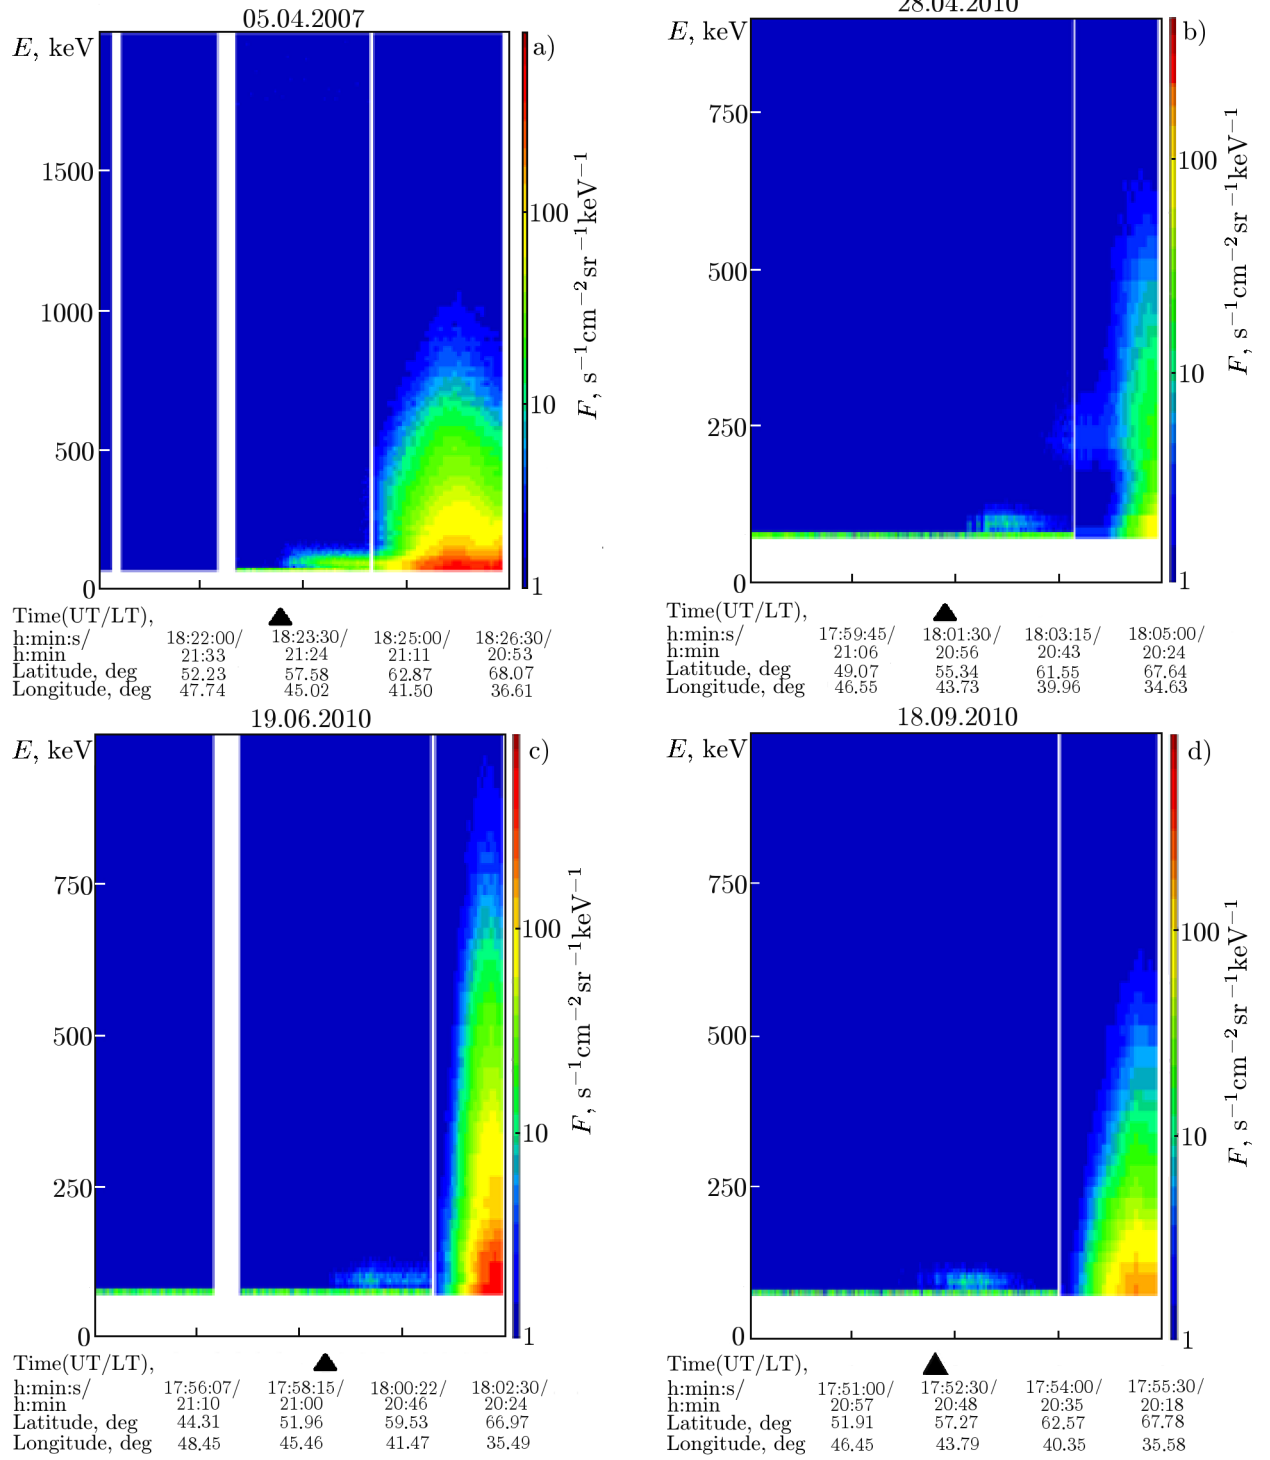 05.04.2007
E, keV
a)
1500
1000
500
0
100
10
1
F, s⁻¹cm⁻²sr⁻¹keV⁻¹
Time(UT/LT),
h:min:s/ 18:22:00/ 18:23:30/ 18:25:00/ 18:26:30/
h:min 21:33 21:24 21:11 20:53
Latitude, deg 52.23 57.58 62.87 68.07
Longitude, deg 47.74 45.02 41.50 36.61
28.04.2010
E, keV
b)
750
500
250
0
100
10
1
F, s⁻¹cm⁻²sr⁻¹keV⁻¹
Time(UT/LT),
h:min:s/ 17:59:45/ 18:01:30/ 18:03:15/ 18:05:00/
h:min 21:06 20:56 20:43 20:24
Latitude, deg 49.07 55.34 61.55 67.64
Longitude, deg 46.55 43.73 39.96 34.63
19.06.2010
E, keV
c)
750
500
250
0
100
10
1
F, s⁻¹cm⁻²sr⁻¹keV⁻¹
Time(UT/LT),
h:min:s/ 17:56:07/ 17:58:15/ 18:00:22/ 18:02:30/
h:min 21:10 21:00 20:46 20:24
Latitude, deg 44.31 51.96 59.53 66.97
Longitude, deg 48.45 45.46 41.47 35.49
18.09.2010
E, keV
d)
750
500
250
0
100
10
1
F, s⁻¹cm⁻²sr⁻¹keV⁻¹
Time(UT/LT),
h:min:s/ 17:51:00/ 17:52:30/ 17:54:00/ 17:55:30/
h:min 20:57 20:48 20:35 20:18
Latitude, deg 51.91 57.27 62.57 67.78
Longitude, deg 46.45 43.79 40.35 35.58